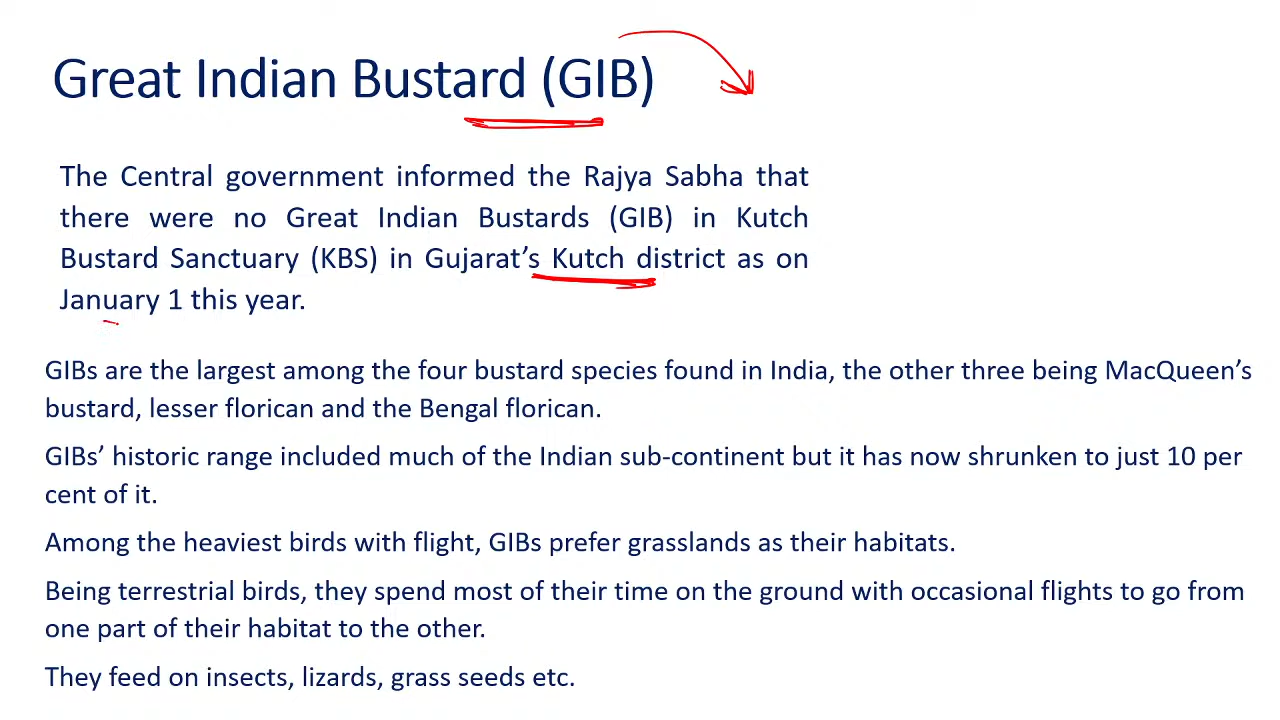 Great Indian Bustard (GIB)
The Central government informed the Rajya Sabha that
there were no Great Indian Bustards (GIB) in Kutch
Bustard Sanctuary (KBS) in Gujarat’s Kutch district as on
January 1 this year.
GIBs are the largest among the four bustard species found in India, the other three being MacQueen’s
bustard, lesser florican and the Bengal florican.
GIBs’ historic range included much of the Indian sub-continent but it has now shrunken to just 10 per
cent of it.
Among the heaviest birds with flight, GIBs prefer grasslands as their habitats.
Being terrestrial birds, they spend most of their time on the ground with occasional flights to go from
one part of their habitat to the other.
They feed on insects, lizards, grass seeds etc.